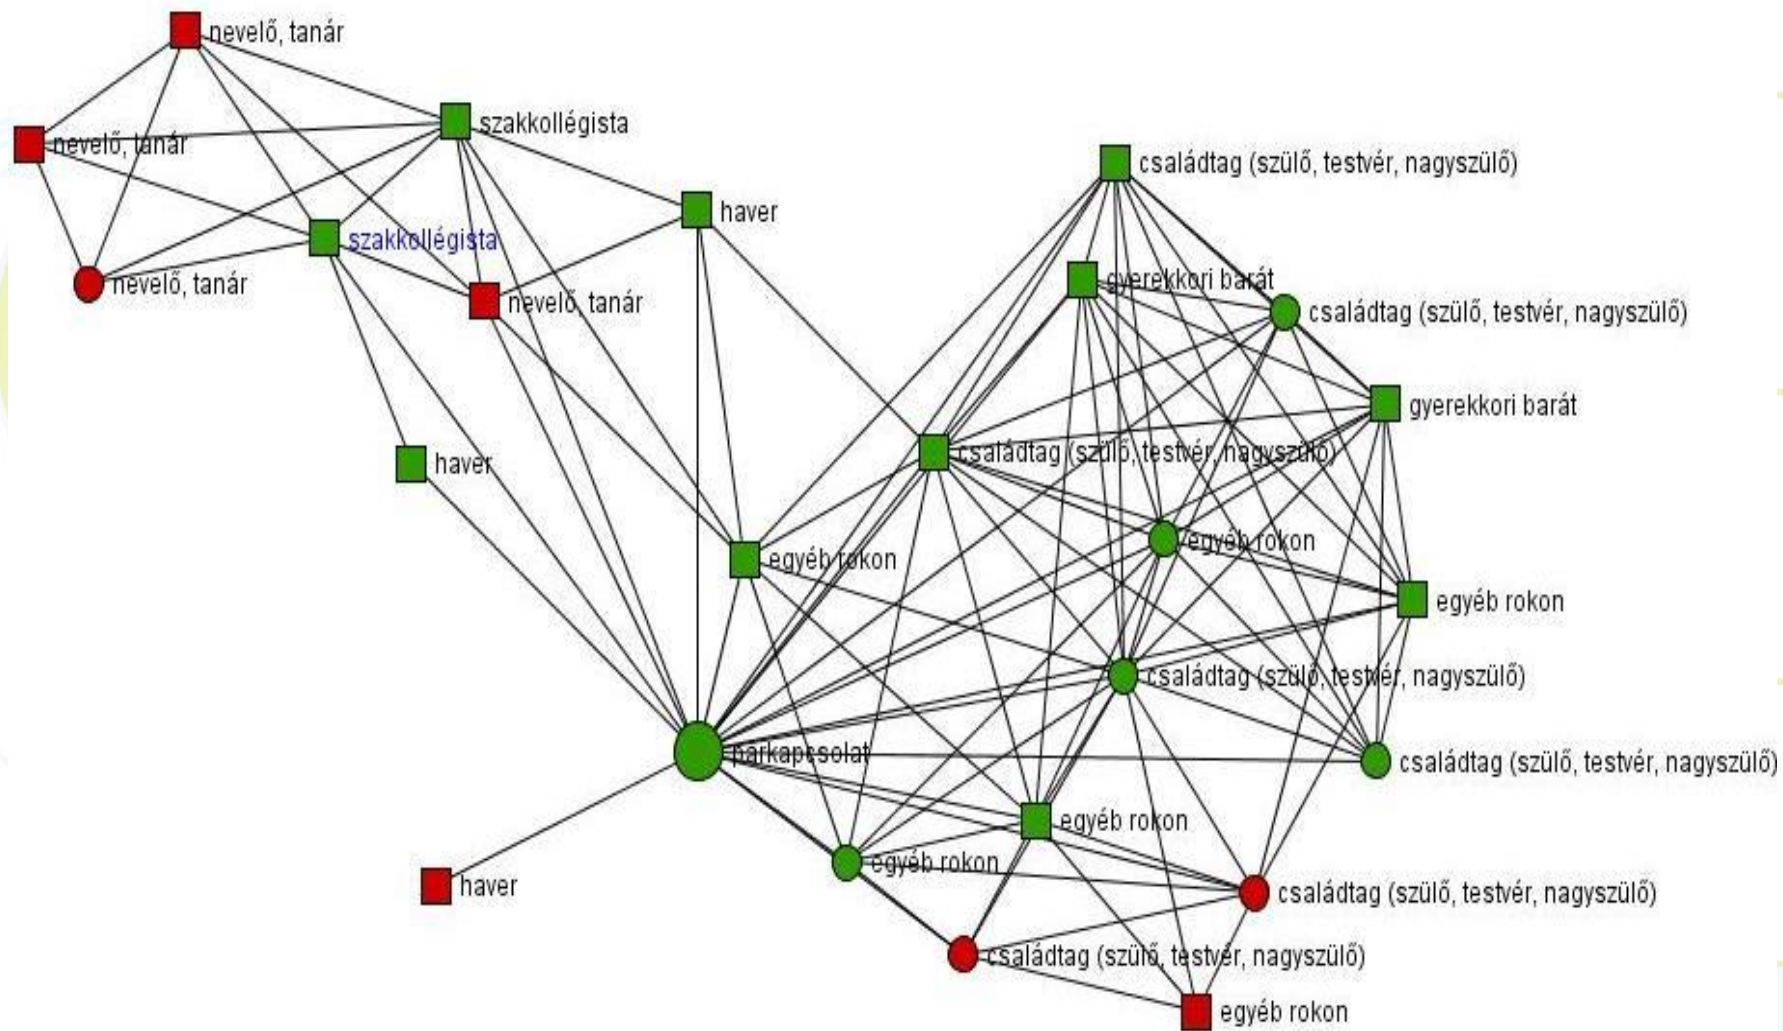 nevelő, tanár
szakkollégista
nevelő, tanár
családtag (szülő, testvér, nagyszülő)
haver
szakkollégista
gyerekkori barát
nevelő, tanár
nevelő, tanár
családtag (szülő, testvér, nagyszülő)
gyerekkori barát
családtag (szülő, testvér, nagyszülő)
haver
egyéb rokon
egyéb rokon
egyéb rokon
családtag (szülő, testvér, nagyszülő)
párkapcsolat
családtag (szülő, testvér, nagyszülő)
egyéb rokon
egyéb rokon
haver
családtag (szülő, testvér, nagyszülő)
családtag (szülő, testvér, nagyszülő)
egyéb rokon